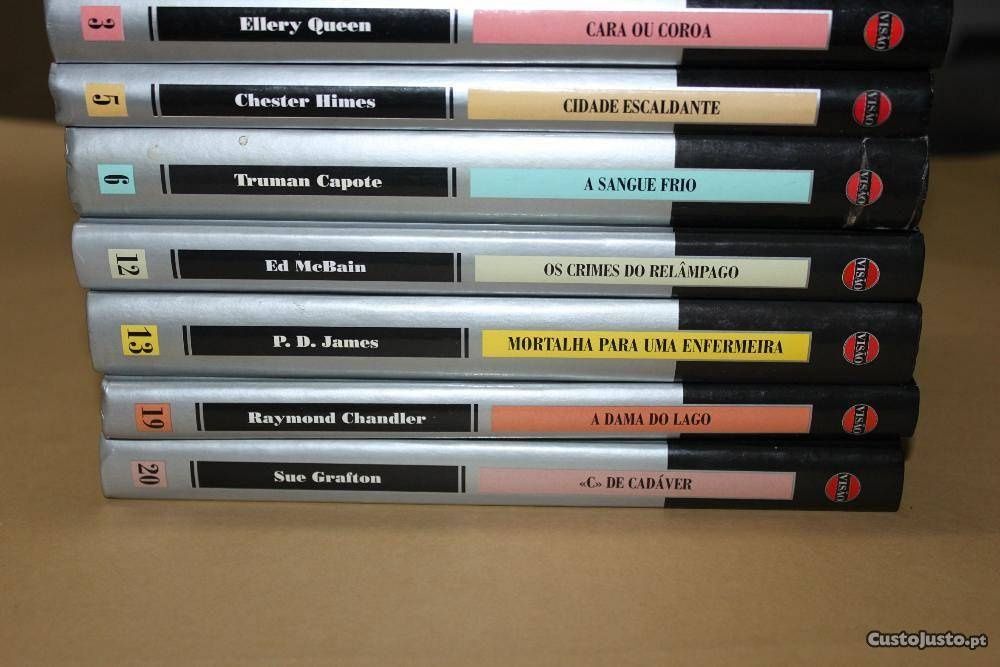 3 Ellery Queen CARA OU COROA VISÃO
5 Chester Himes CIDADE ESCALDANTE VISÃO
6 Truman Capote A SANGUE FRIO VISÃO
12 Ed McBain OS CRIMES DO RELÂMPAGO VISÃO
13 P. D. James MORTALHA PARA UMA ENFERMEIRA VISÃO
19 Raymond Chandler A DAMA DO LAGO VISÃO
20 Sue Grafton «C» DE CADÁVER VISÃO
CustoJusto.pt